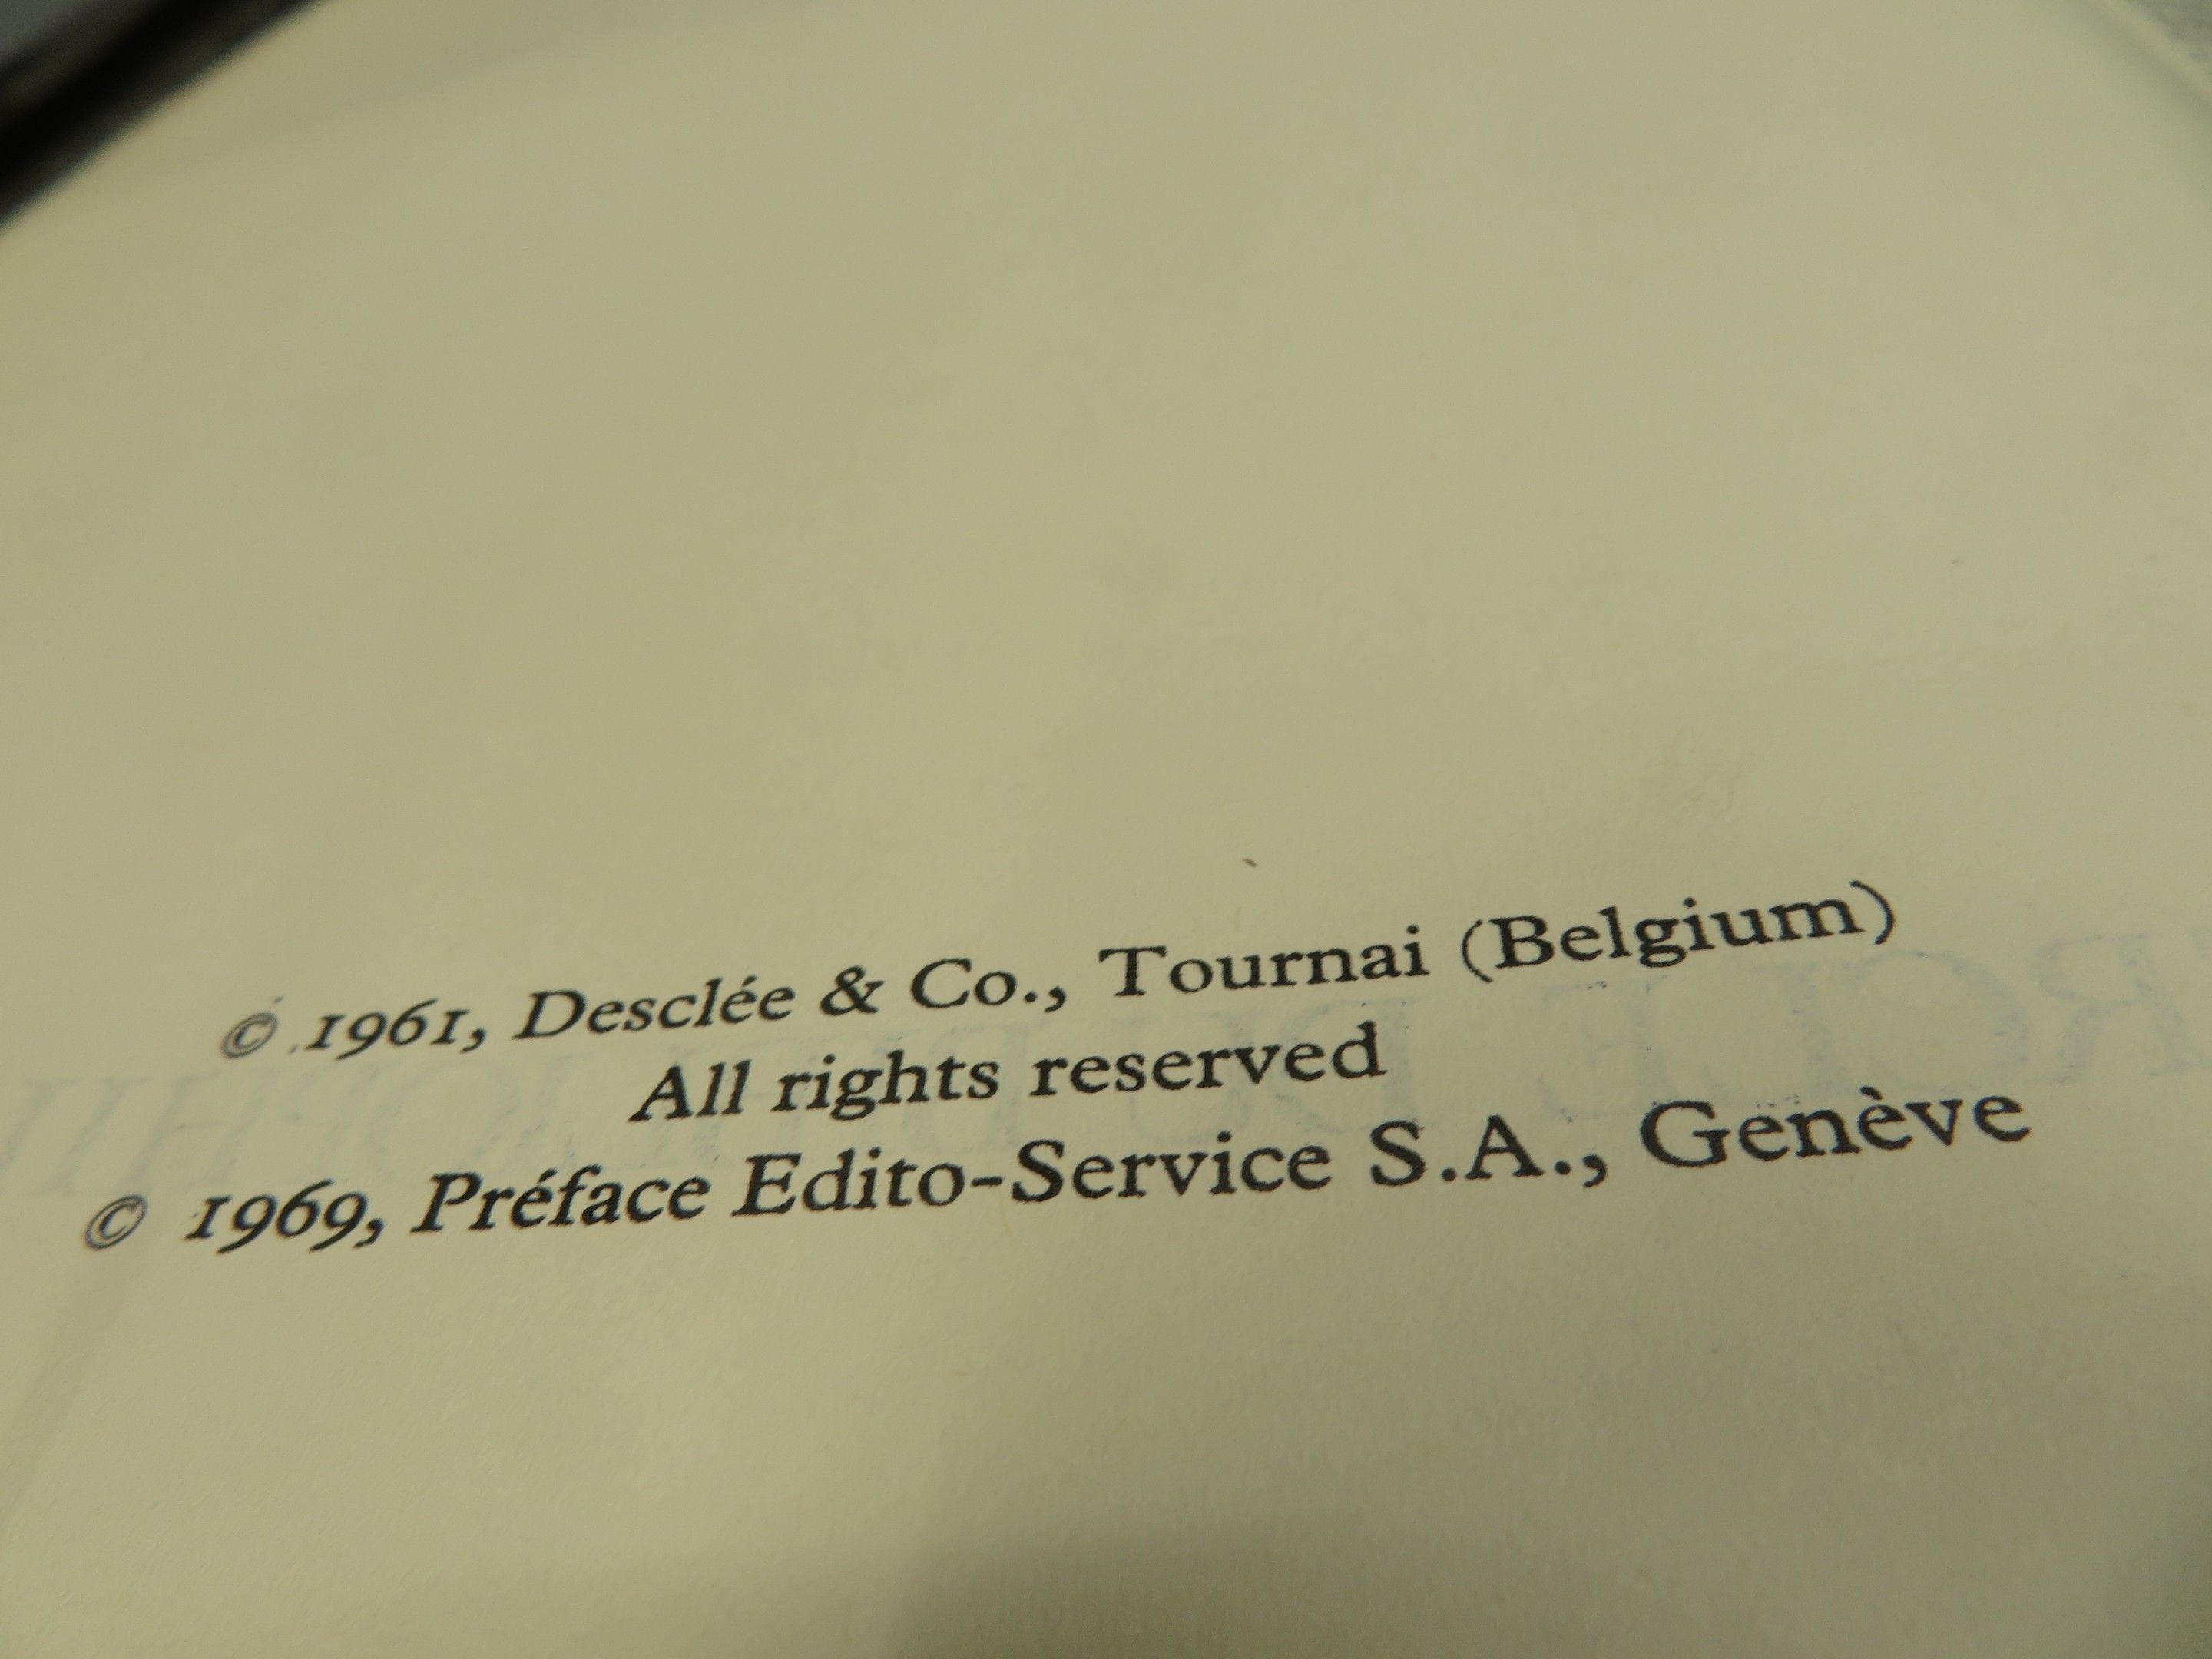 © 1961, Desclée & Co., Tournai (Belgium)
All rights reserved
© 1969, Préface Edito-Service S.A., Genève